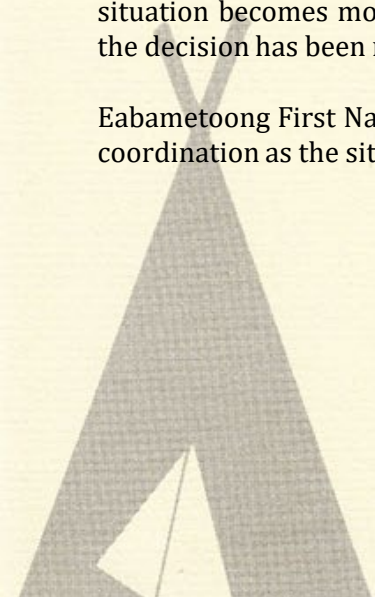 situation becomes mo
the decision has been
Eabametoong First Na
coordination as the sit